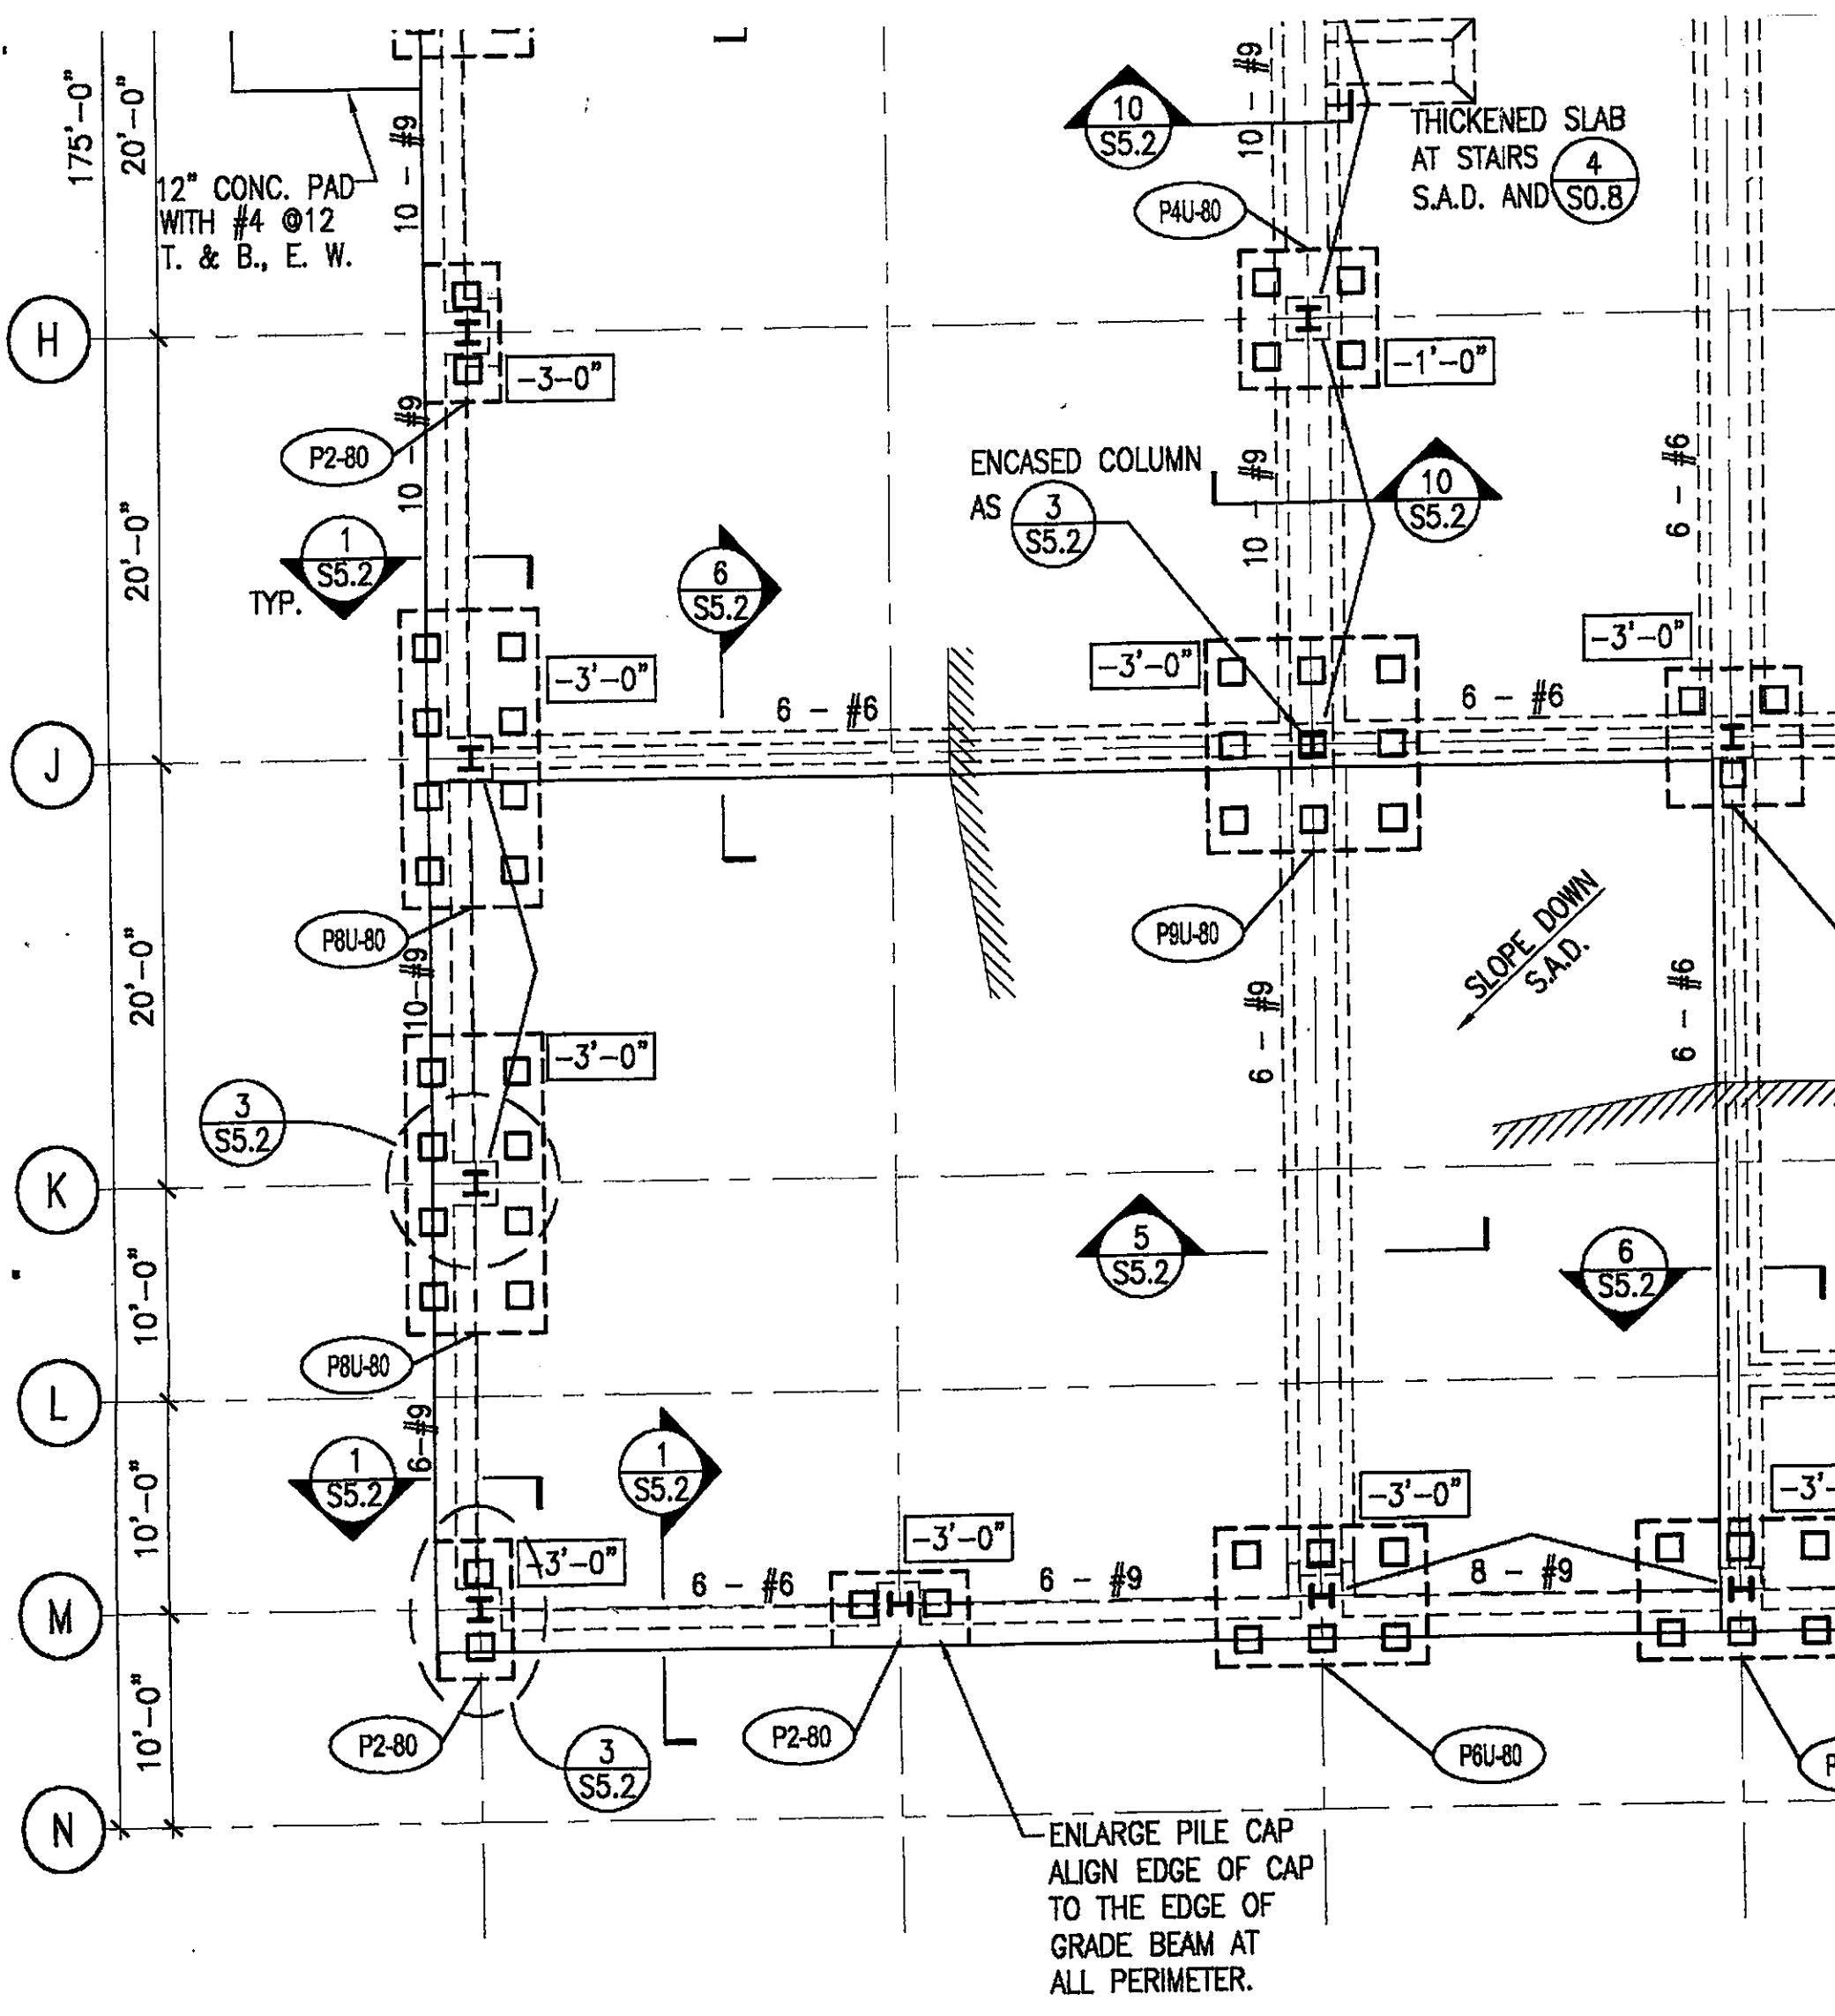 175'-0"
20'-0"
12" CONC. PAD
WITH #4 @12
T. & B., E. W.
10 - #9
10
S5.2
10 - #9
THICKENED SLAB
AT STAIRS
S.A.D. AND
4
S0.8
P4U-80
H
-3-0"
-1'-0"
P2-80
10 - #9
20'-0"
1
S5.2
TYP.
6
S5.2
ENCASED COLUMN
AS
3
S5.2
10 - #9
10
S5.2
6 - #6
-3'-0"
-3'-0"
-3'-0"
6 - #6
6 - #6
J
P8U-80
P9U-80
10-#9
20'-0"
6 - #9
SLOPE DOWN
S.A.D.
6 - #6
-3'-0"
3
S5.2
K
5
S5.2
6
S5.2
10'-0"
P8U-80
L
6-#9
1
S5.2
1
S5.2
10'-0"
-3'-0"
-3'-0"
-3'-0"
-3'-
6 - #6
6 - #9
8 - #9
M
10'-0"
P2-80
P2-80
3
S5.2
P6U-80
P
N
ENLARGE PILE CAP
ALIGN EDGE OF CAP
TO THE EDGE OF
GRADE BEAM AT
ALL PERIMETER.